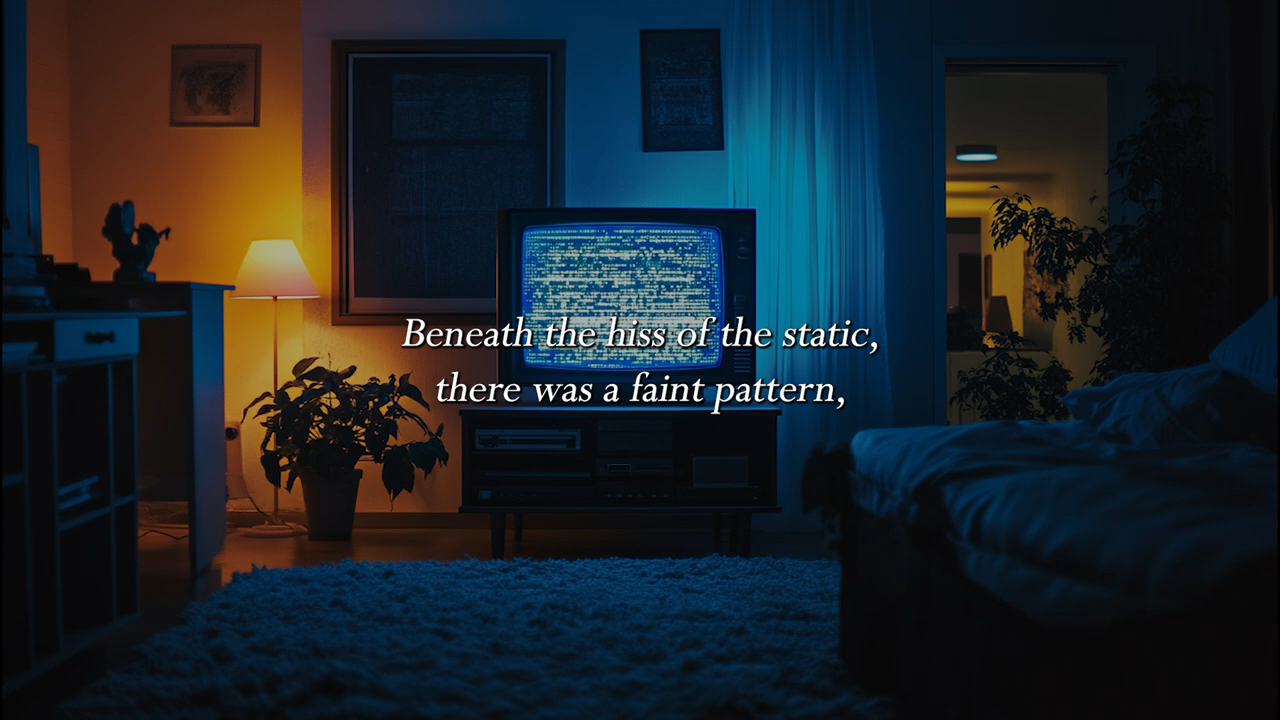 Beneath the hiss of the static,
there was a faint pattern,